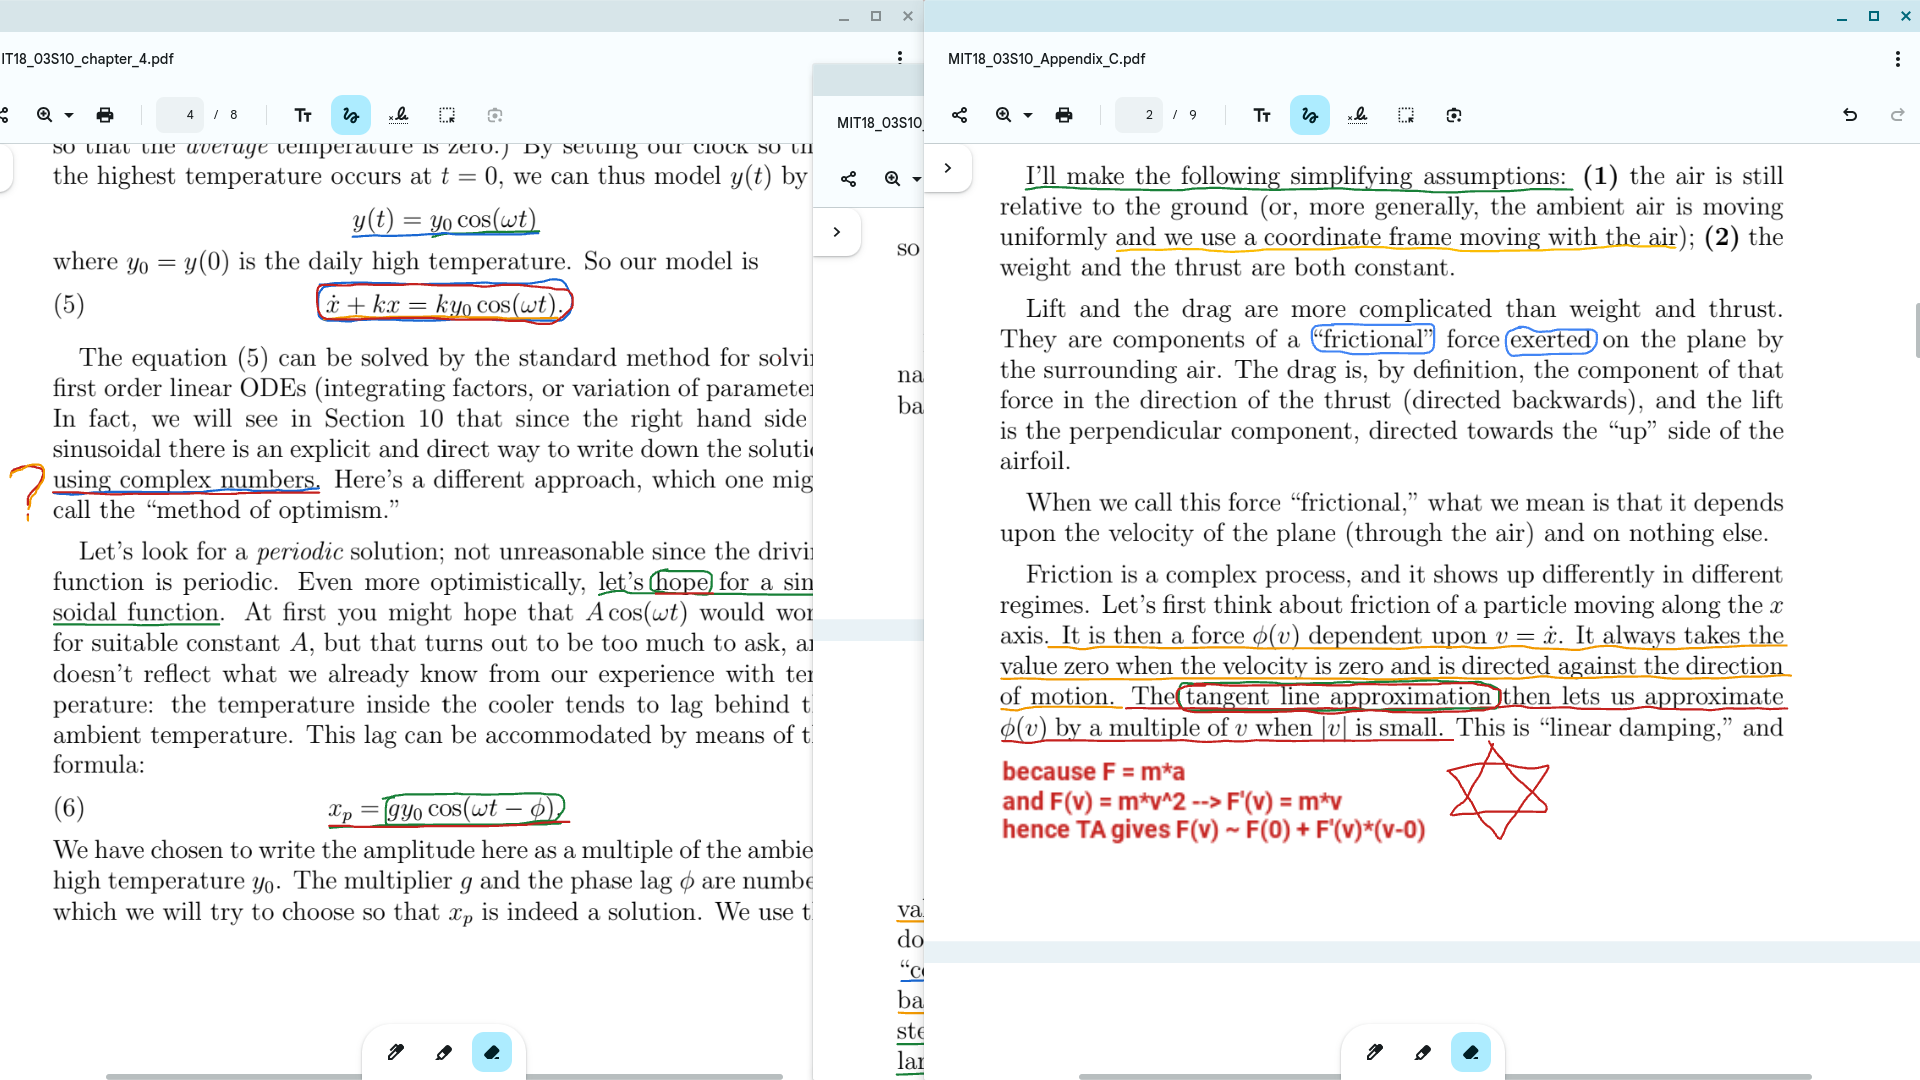 IT18_03S10_chapter_4.pdf
4 / 8
so that the average temperature is zero.) By setting our clock so th
the highest temperature occurs at t = 0, we can thus model y(t) by
y(t) = y₀ cos(ωt)
where y₀ = y(0) is the daily high temperature. So our model is
(5) ẋ + kx = ky₀ cos(ωt).
The equation (5) can be solved by the standard method for solvi
first order linear ODEs (integrating factors, or variation of parameter
In fact, we will see in Section 10 that since the right hand side
sinusoidal there is an explicit and direct way to write down the soluti
? using complex numbers. Here's a different approach, which one mig
call the “method of optimism.”
Let's look for a periodic solution; not unreasonable since the drivi
function is periodic. Even more optimistically, let's hope for a sin
soidal function. At first you might hope that A cos(ωt) would wor
for suitable constant A, but that turns out to be too much to ask, a
doesn't reflect what we already know from our experience with te
perature: the temperature inside the cooler tends to lag behind t
ambient temperature. This lag can be accommodated by means of t
formula:
(6) xₚ = gy₀ cos(ωt − ϕ).
We have chosen to write the amplitude here as a multiple of the ambie
high temperature y₀. The multiplier g and the phase lag ϕ are numbe
which we will try to choose so that xₚ is indeed a solution. We use t
MIT18_03S10_
so
na
ba
va
do
“c
ba
ste
lar
MIT18_03S10_Appendix_C.pdf
2 / 9
I'll make the following simplifying assumptions: (1) the air is still
relative to the ground (or, more generally, the ambient air is moving
uniformly and we use a coordinate frame moving with the air); (2) the
weight and the thrust are both constant.
Lift and the drag are more complicated than weight and thrust.
They are components of a “frictional” force exerted on the plane by
the surrounding air. The drag is, by definition, the component of that
force in the direction of the thrust (directed backwards), and the lift
is the perpendicular component, directed towards the “up” side of the
airfoil.
When we call this force “frictional,” what we mean is that it depends
upon the velocity of the plane (through the air) and on nothing else.
Friction is a complex process, and it shows up differently in different
regimes. Let's first think about friction of a particle moving along the x
axis. It is then a force ϕ(v) dependent upon v = ẋ. It always takes the
value zero when the velocity is zero and is directed against the direction
of motion. The tangent line approximation then lets us approximate
ϕ(v) by a multiple of v when |v| is small. This is “linear damping,” and
because F = m*a
and F(v) = m*v^2 --> F'(v) = m*v
hence TA gives F(v) ~ F(0) + F'(v)*(v-0)